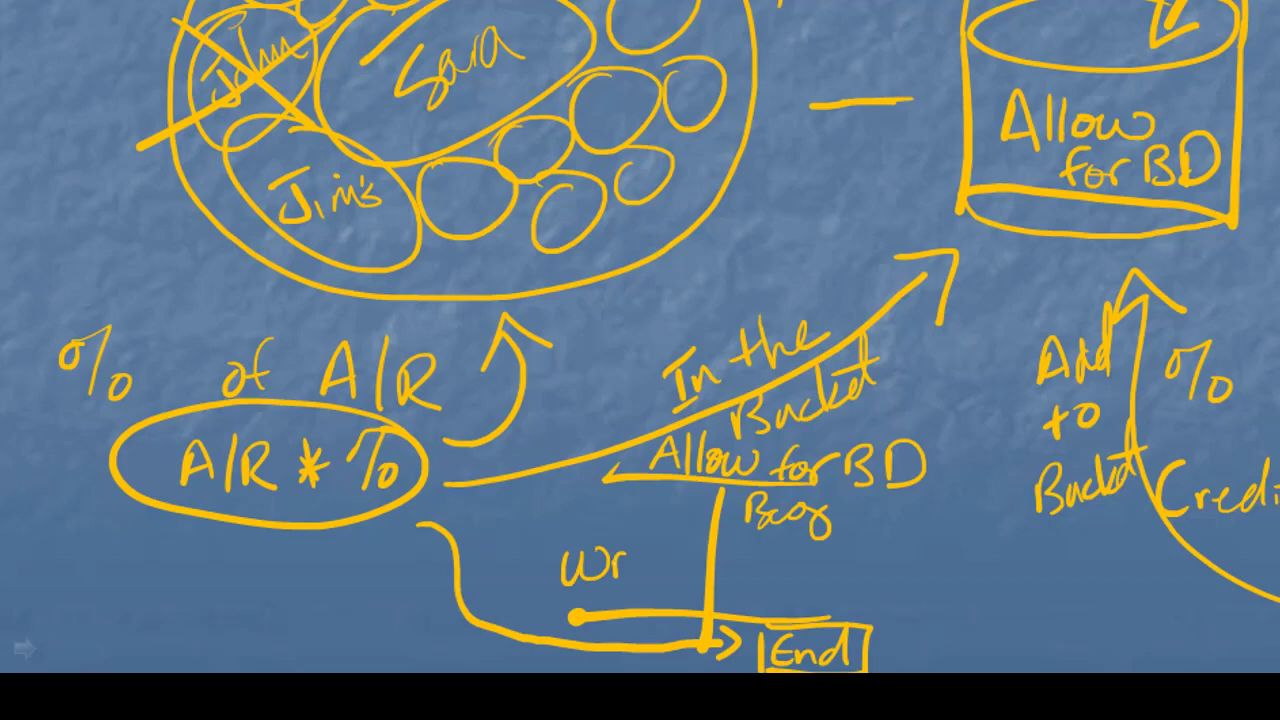 John
Sara
Jim's
Allow
for BD
% of A/R
A/R * %
In the
Bucket
Allow for BD
Beg
Wr
End
Add
to
Bucket
%
Credi